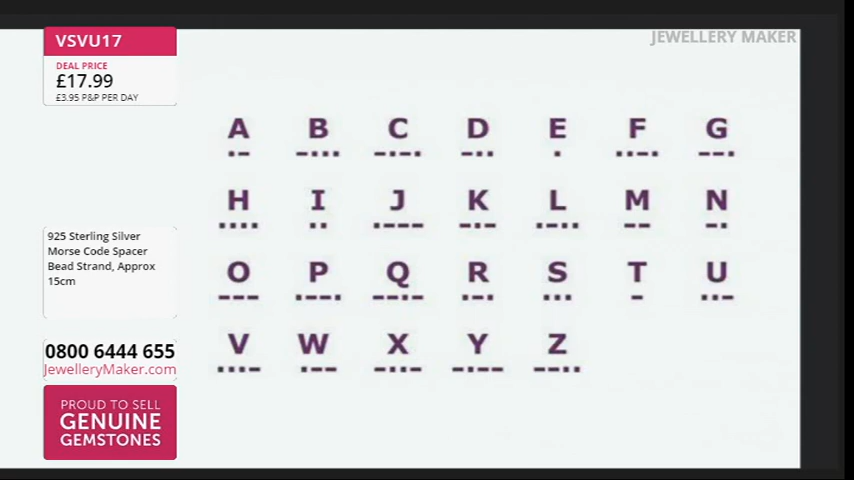 VSVU17
DEAL PRICE
£17.99
£3.95 P&P PER DAY
JEWELLERY MAKER
A B C D E F G
·– –··· –·–· –·· · ··–· ––·
H I J K L M N
···· ·· ·––– –·– ·–·· –– –·
O P Q R S T U
––– ·––· ––·– ·–· ··· – ··–
V W X Y Z
···– ·–– –··– –·–– ––··
925 Sterling Silver
Morse Code Spacer
Bead Strand, Approx
15cm
0800 6444 655
JewelleryMaker.com
PROUD TO SELL
GENUINE
GEMSTONES